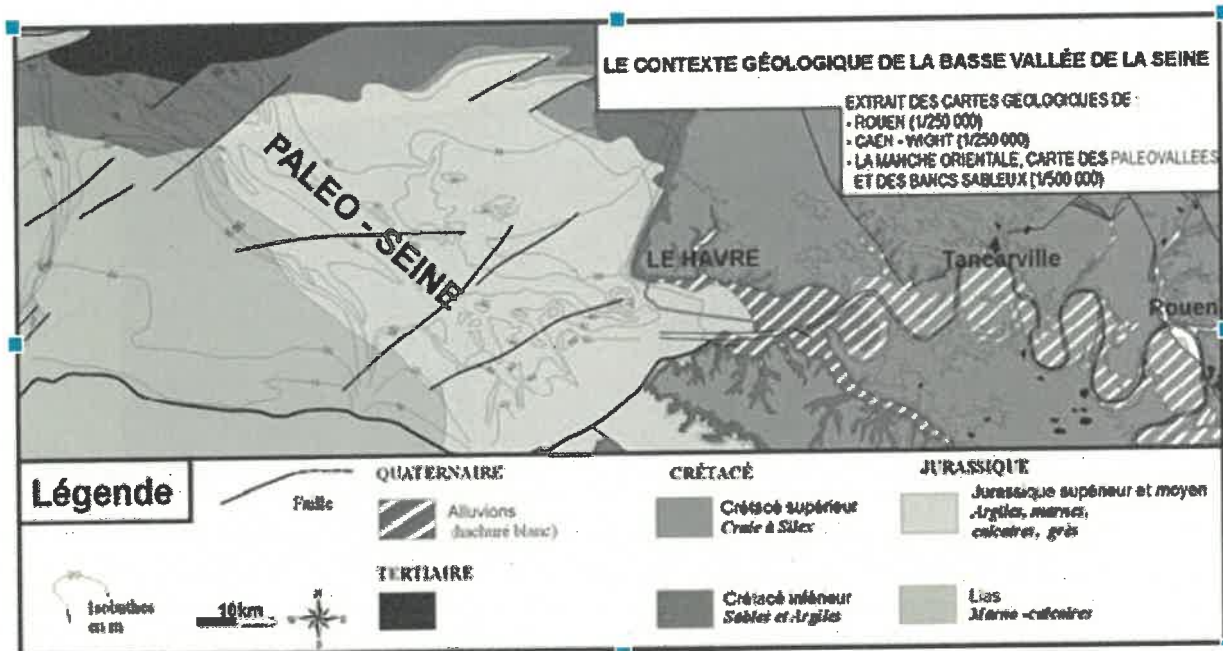 LE CONTEXTE GÉOLOGIQUE DE LA BASSE VALLÉE DE LA SEINE
EXTRAIT DES CARTES GEOLOGIQUES DE :
- ROUEN (1/250 000)
- CAEN - WIGHT (1/250 000)
- LA MANCHE ORIENTALE, CARTE DES PALEOVALLEES
ET DES BANCS SABLEUX (1/500 000)
PALEO - SEINE
LE HAVRE
Tancarville
Rouen
Légende
Faille
Isobathes
en m
10km
N
W
E
S
QUATERNAIRE
Alluvions
(hachuré blanc)
TERTIAIRE
CRÉTACÉ
Crétacé supérieur
Craie à Silex
Crétacé inférieur
Sables et Argiles
JURASSIQUE
Jurassique supérieur et moyen
Argiles, marnes,
calcaires, grès
Lias
Marno-calcaires